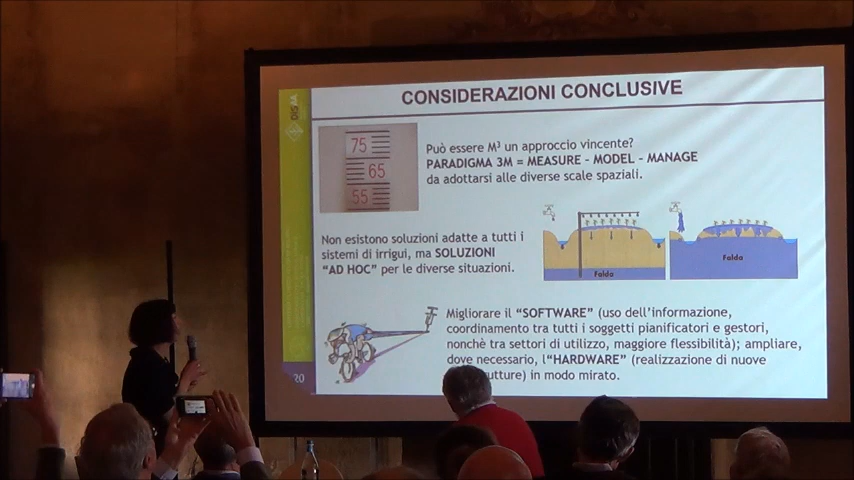 CONSIDERAZIONI CONCLUSIVE
DISAA
75
65
55
Può essere M³ un approccio vincente?
PARADIGMA 3M = MEASURE - MODEL - MANAGE
da adottarsi alle diverse scale spaziali.
Non esistono soluzioni adatte a tutti i
sistemi di irrigui, ma SOLUZIONI
"AD HOC" per le diverse situazioni.
Falda
Falda
Migliorare il "SOFTWARE" (uso dell'informazione,
coordinamento tra tutti i soggetti pianificatori e gestori,
nonchè tra settori di utilizzo, maggiore flessibilità); ampliare,
dove necessario, l'"HARDWARE" (realizzazione di nuove
utture) in modo mirato.
20